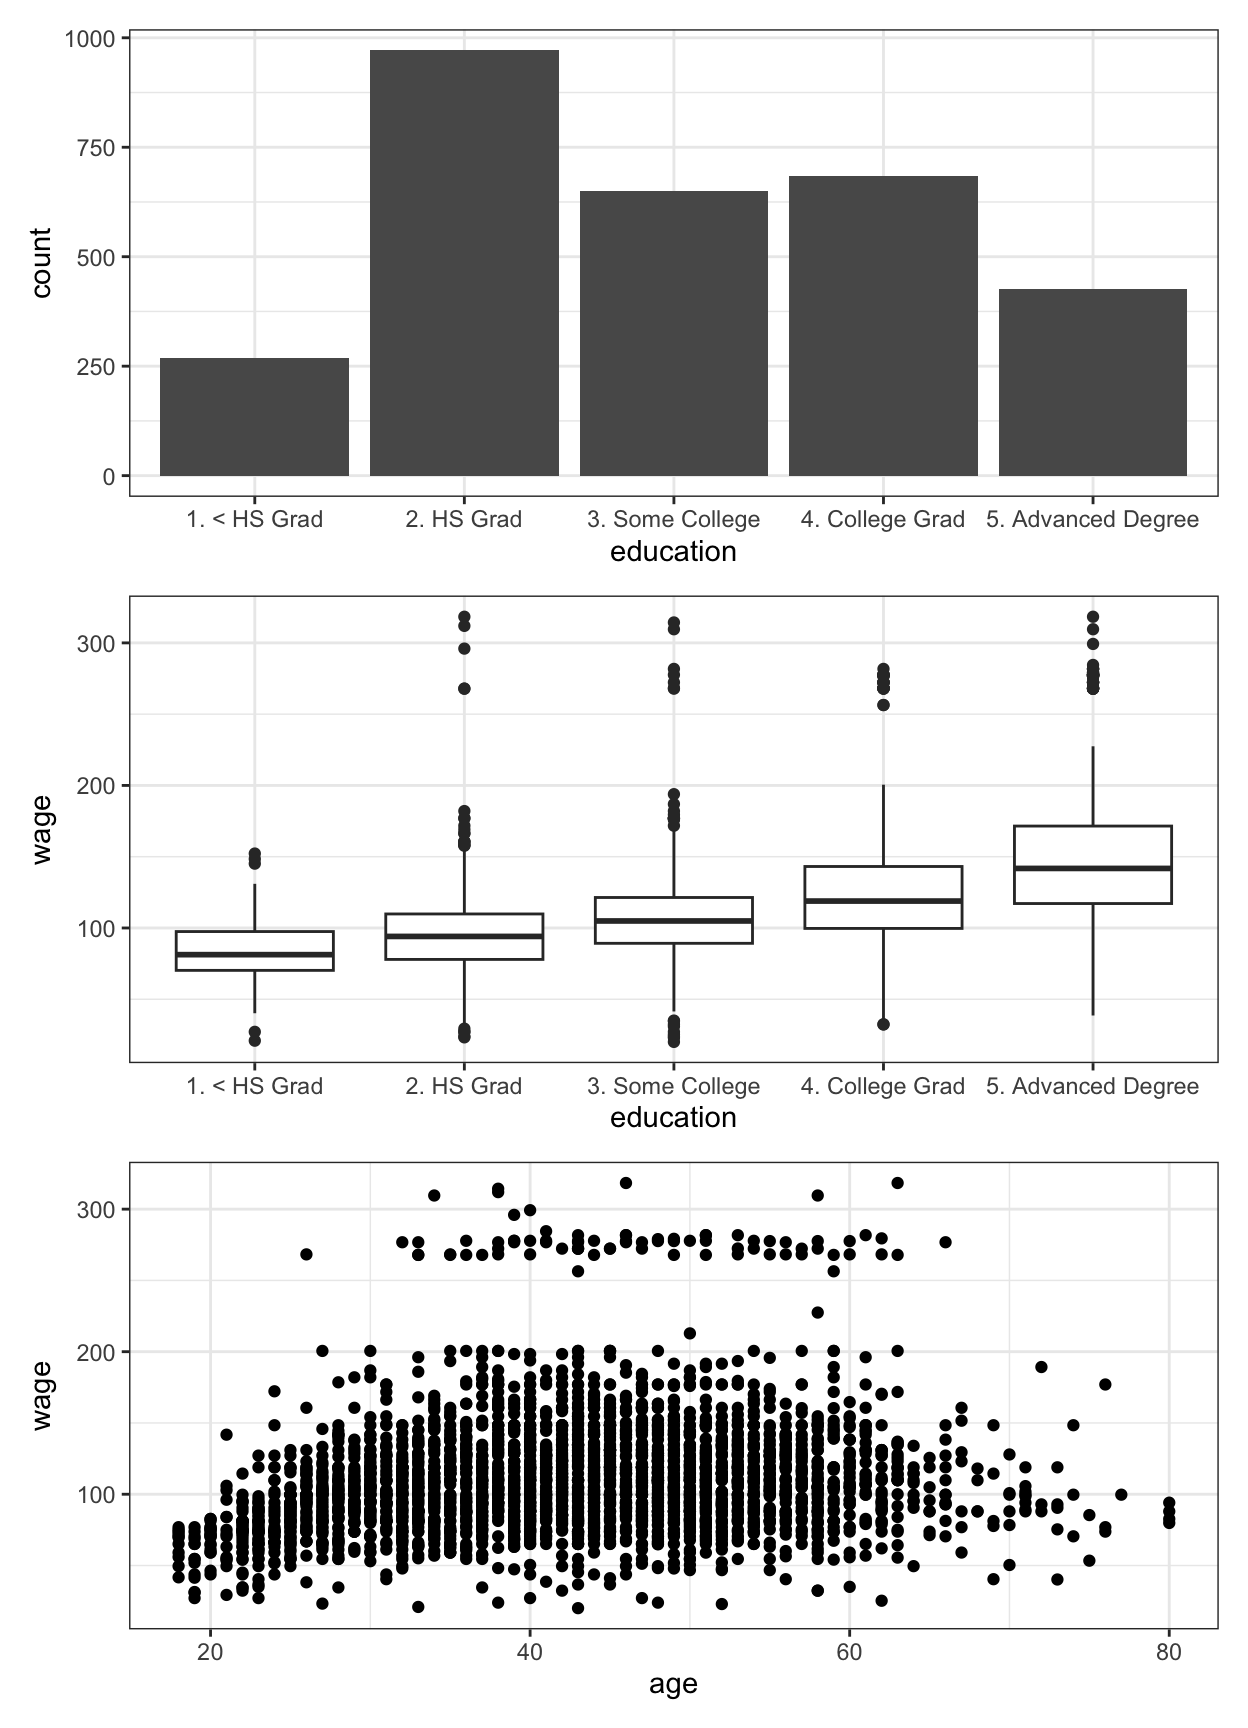 1000
750
500
250
0
count
1. < HS Grad 2. HS Grad 3. Some College 4. College Grad 5. Advanced Degree
education
300
200
100
wage
1. < HS Grad 2. HS Grad 3. Some College 4. College Grad 5. Advanced Degree
education
300
200
100
wage
20 40 60 80
age